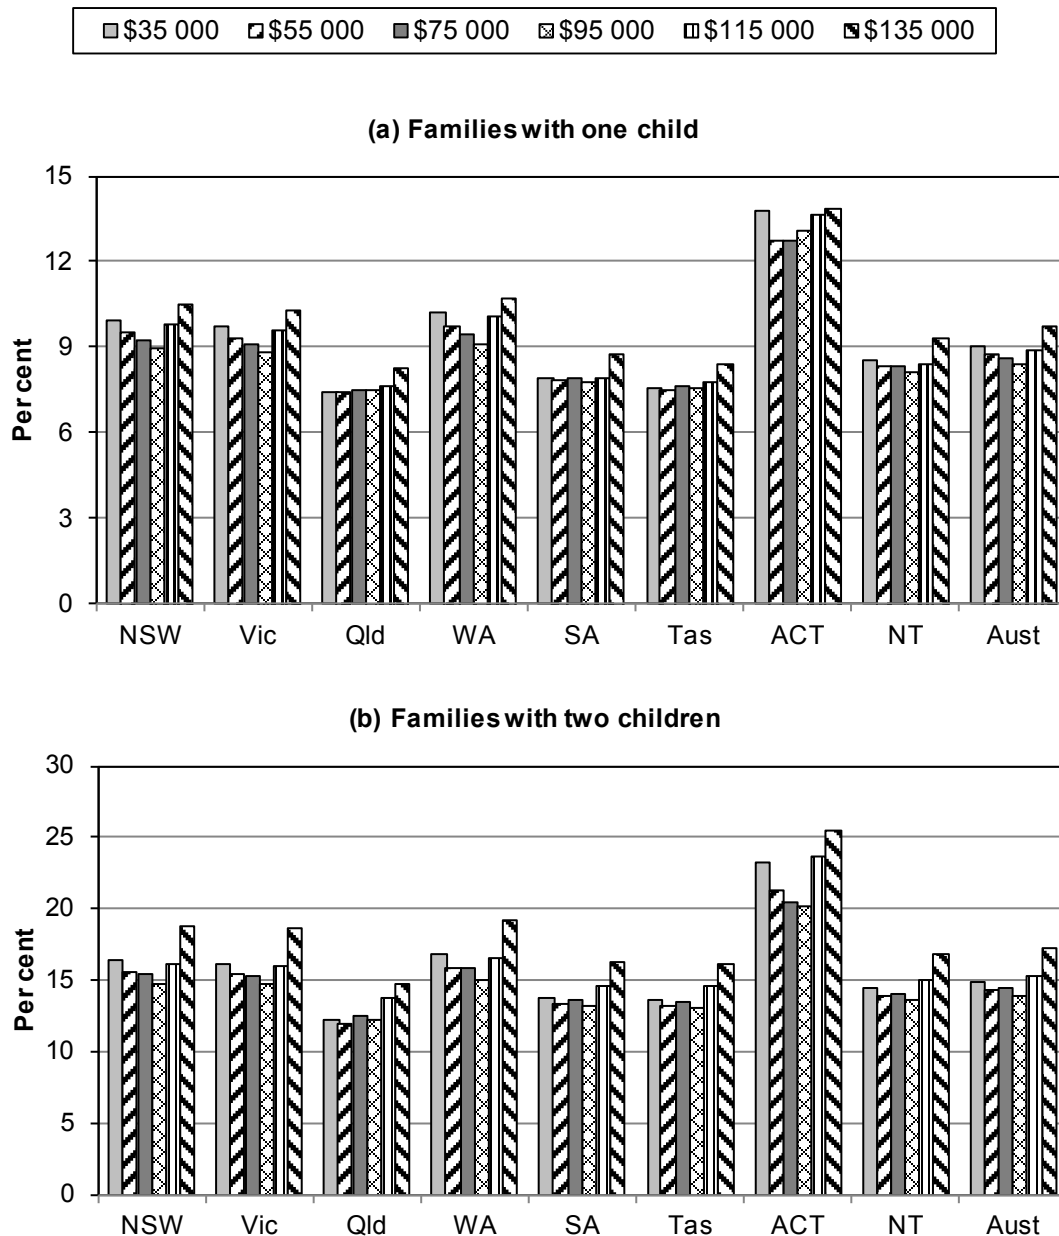 $35 000 $55 000 $75 000 $95 000 $115 000 $135 000
(a) Families with one child
Per cent
15
12
9
6
3
0
NSW Vic Qld WA SA Tas ACT NT Aust
(b) Families with two children
Per cent
30
25
20
15
10
5
0
NSW Vic Qld WA SA Tas ACT NT Aust